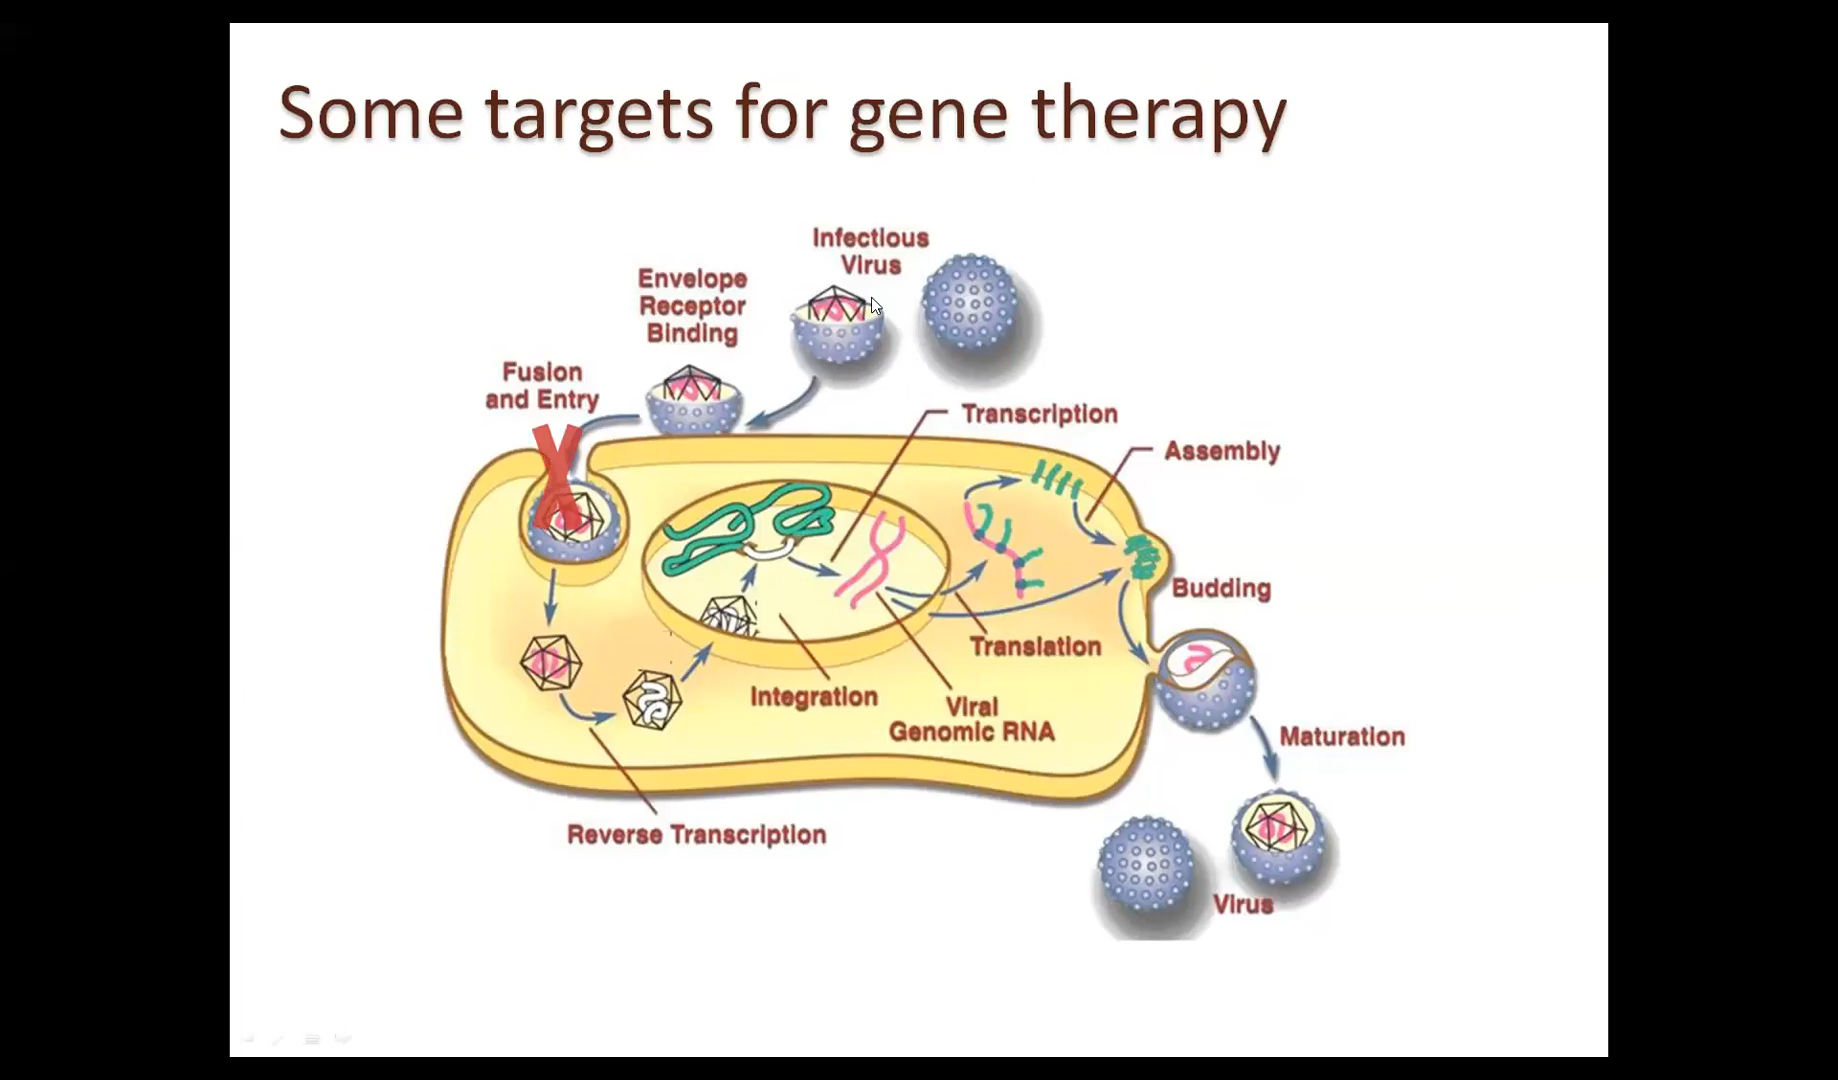 Some targets for gene therapy
Infectious
Virus
Envelope
Receptor
Binding
Fusion
and Entry
Transcription
Assembly
Budding
Translation
Integration
Viral
Genomic RNA
Maturation
Reverse Transcription
Virus